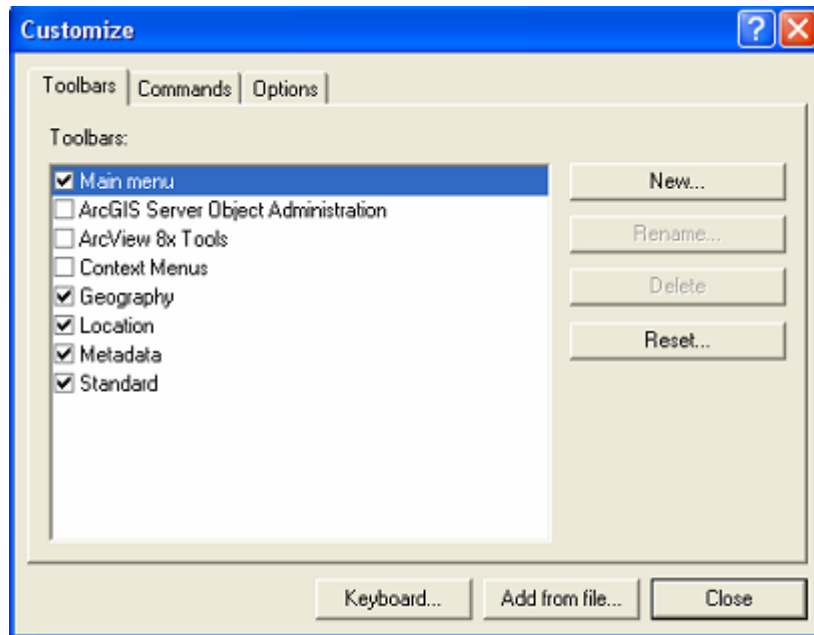 Customize
Toolbars Commands Options
Toolbars:
Main menu
ArcGIS Server Object Administration
ArcView 8x Tools
Context Menus
Geography
Location
Metadata
Standard
New...
Rename...
Delete
Reset...
Keyboard... Add from file... Close